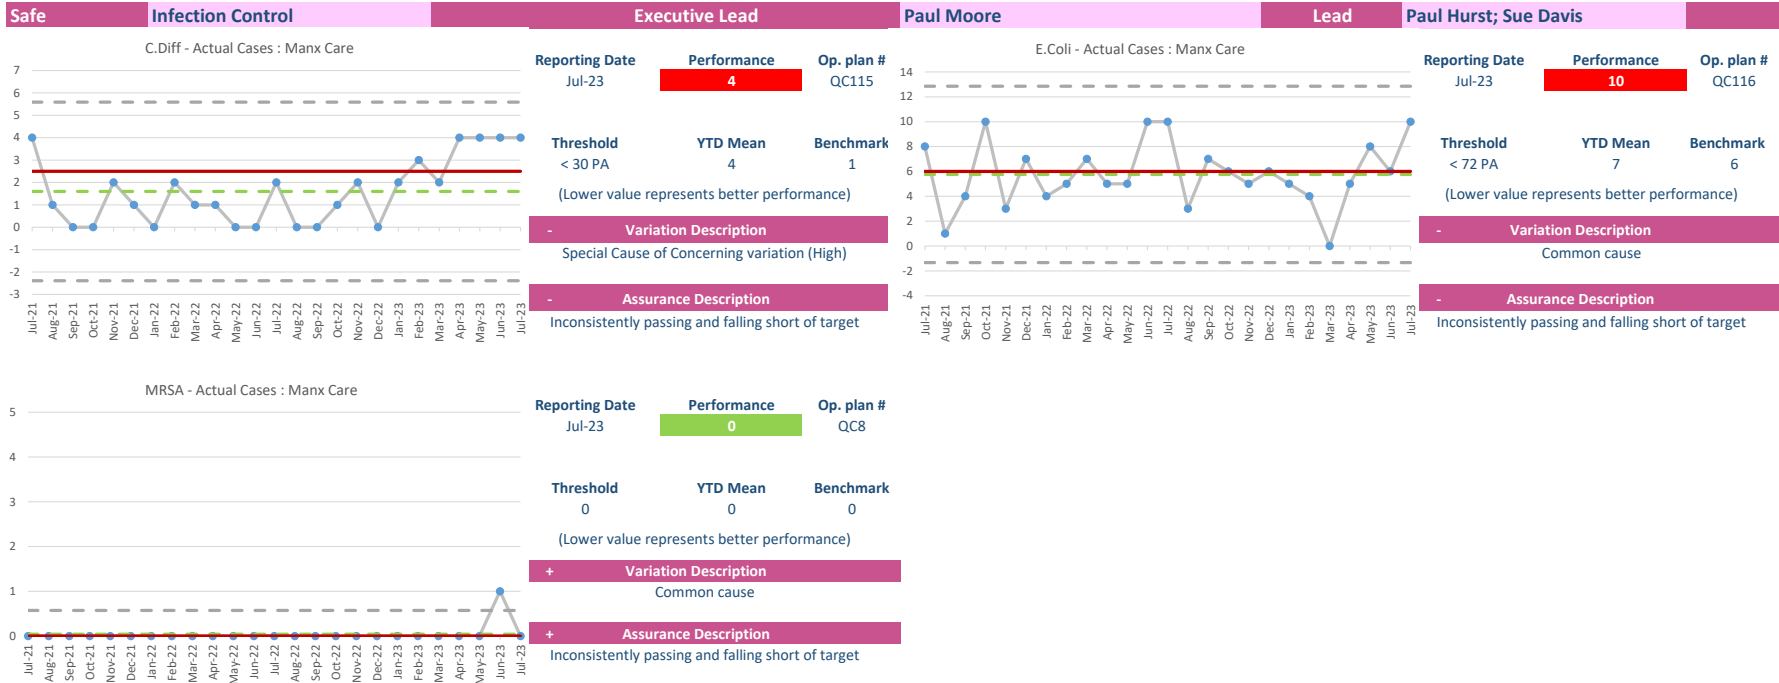 Safe Infection Control Executive Lead Paul Moore Lead Paul Hurst; Sue Davis
C.Diff - Actual Cases : Manx Care
7
6
5
4
3
2
1
0
-1
-2
-3
Jul-21 Aug-21 Sep-21 Oct-21 Nov-21 Dec-21 Jan-22 Feb-22 Mar-22 Apr-22 May-22 Jun-22 Jul-22 Aug-22 Sep-22 Oct-22 Nov-22 Dec-22 Jan-23 Feb-23 Mar-23 Apr-23 May-23 Jun-23 Jul-23
Reporting Date Performance Op. plan #
Jul-23 4 QC115
Threshold YTD Mean Benchmark
< 30 PA 4 1
(Lower value represents better performance)
- Variation Description
Special Cause of Concerning variation (High)
- Assurance Description
Inconsistently passing and falling short of target
E.Coli - Actual Cases : Manx Care
14
12
10
8
6
4
2
0
-2
-4
Jul-21 Aug-21 Sep-21 Oct-21 Nov-21 Dec-21 Jan-22 Feb-22 Mar-22 Apr-22 May-22 Jun-22 Jul-22 Aug-22 Sep-22 Oct-22 Nov-22 Dec-22 Jan-23 Feb-23 Mar-23 Apr-23 May-23 Jun-23 Jul-23
Reporting Date Performance Op. plan #
Jul-23 10 QC116
Threshold YTD Mean Benchmark
< 72 PA 7 6
(Lower value represents better performance)
- Variation Description
Common cause
- Assurance Description
Inconsistently passing and falling short of target
MRSA - Actual Cases : Manx Care
5
4
3
2
1
0
Jul-21 Aug-21 Sep-21 Oct-21 Nov-21 Dec-21 Jan-22 Feb-22 Mar-22 Apr-22 May-22 Jun-22 Jul-22 Aug-22 Sep-22 Oct-22 Nov-22 Dec-22 Jan-23 Feb-23 Mar-23 Apr-23 May-23 Jun-23 Jul-23
Reporting Date Performance Op. plan #
Jul-23 0 QC8
Threshold YTD Mean Benchmark
0 0 0
(Lower value represents better performance)
+ Variation Description
Common cause
+ Assurance Description
Inconsistently passing and falling short of target